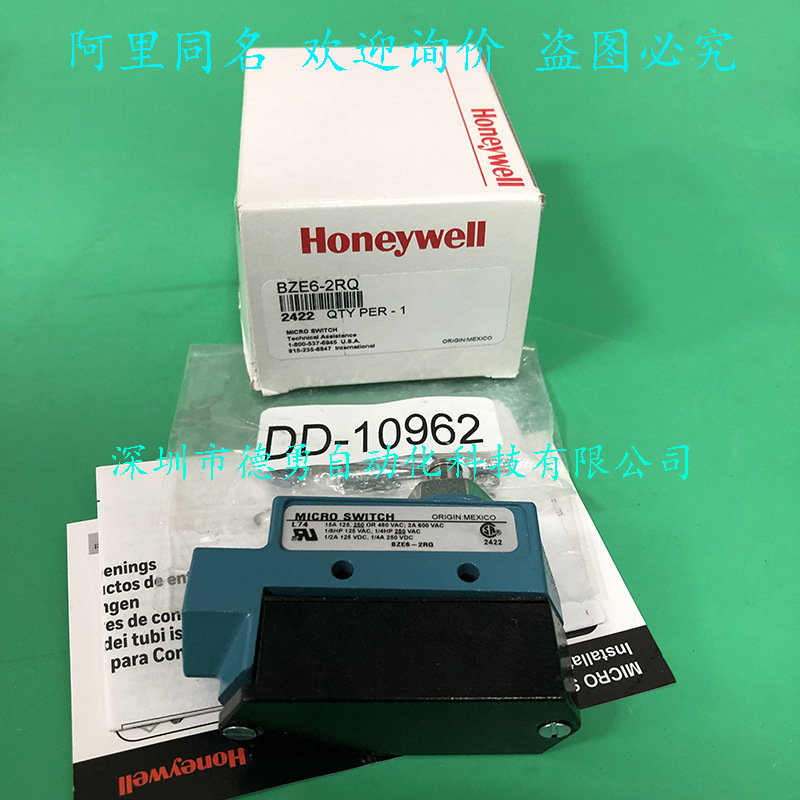 阿里同名 欢迎询价 盗图必究
Honeywell
Honeywell
BZE6-2RQ
2422 QTY PER - 1
MICRO SWITCH
Technical Assistance
1-800-537-6945 U.S.A.
815-235-6847 International
ORIGIN:MEXICO
DD-10962
深圳市德勇自动化科技有限公司
MICRO SWITCH
ORIGIN:MEXICO
L74
15A 125, 250 OR 480 VAC; 2A 600 VAC
1/8HP 125 VAC, 1/4HP 250 VAC
1/2A 125 VDC, 1/4A 250 VDC
BZE6-2RQ
2422
enings
uctos de en
ngen
es de con
dei tubi is
para Con
MICRO S
Installa
Honeywell